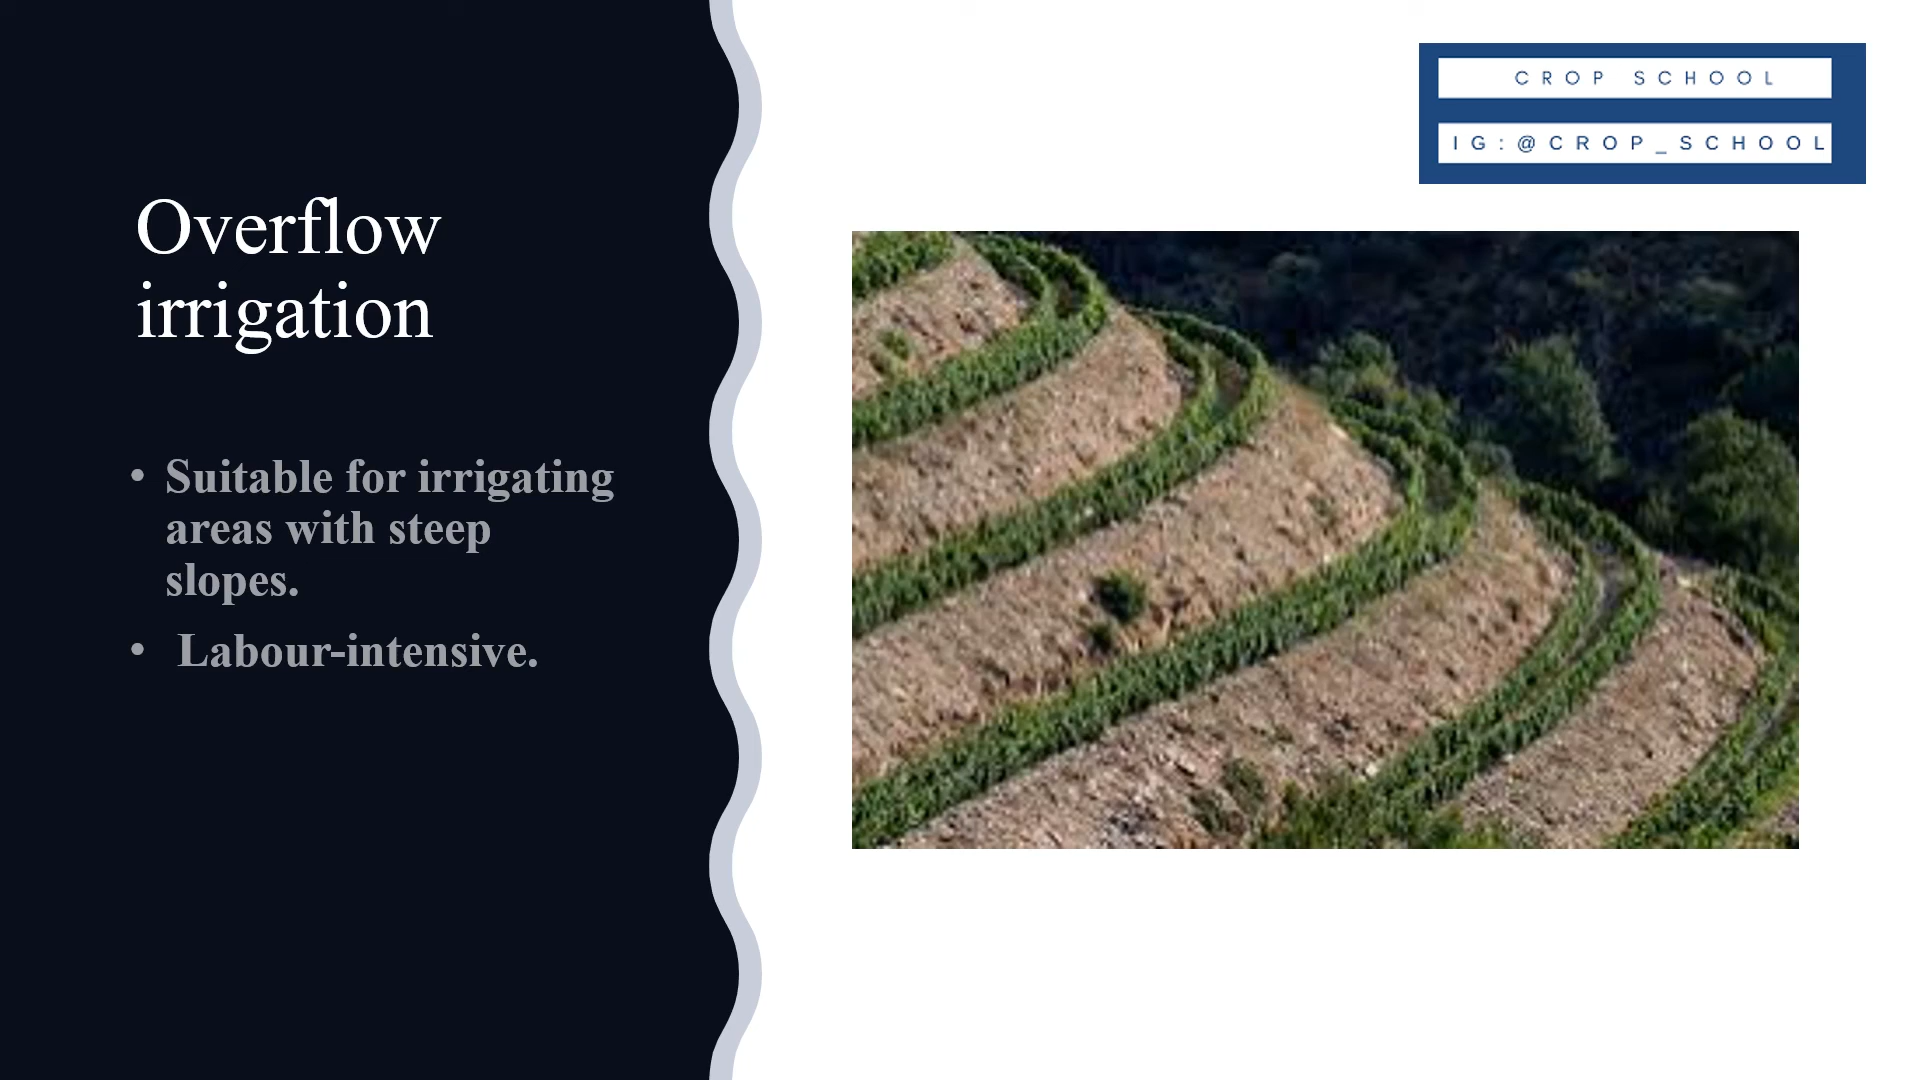 CROP SCHOOL
IG:@CROP_SCHOOL
Overflow
irrigation
• Suitable for irrigating
areas with steep
slopes.
• Labour-intensive.